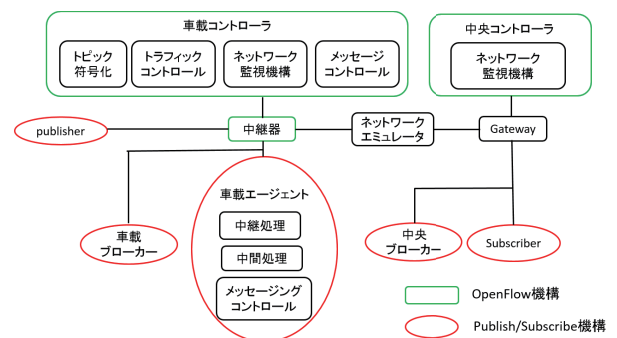 車載コントローラ
中央コントローラ
トピック
符号化
トラフィック
コントロール
ネットワーク
監視機構
メッセージ
コントロール
ネットワーク
監視機構
publisher
中継器
ネットワーク
エミュレータ
Gateway
車載エージェント
中継処理
中間処理
メッセージング
コントロール
車載
ブローカー
中央
ブローカー
Subscriber
OpenFlow機構
Publish/Subscribe機構